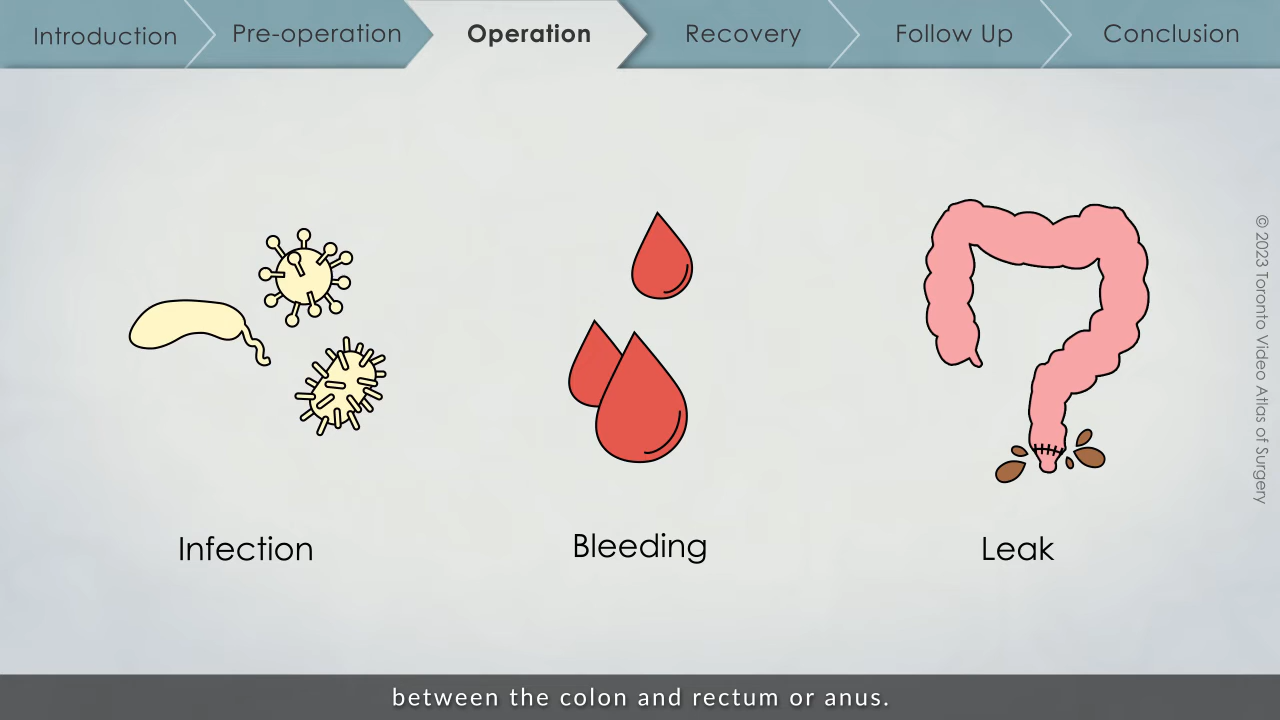 Introduction
Pre-operation
Operation
Recovery
Follow Up
Conclusion
Infection
Bleeding
Leak
© 2023 Toronto Video Atlas of Surgery
between the colon and rectum or anus.